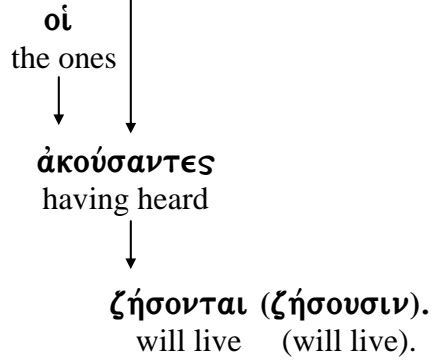 οἱ
the ones
ἀκούσαντες
having heard
ζήσονται (ζήσουσιν).
will live (will live).